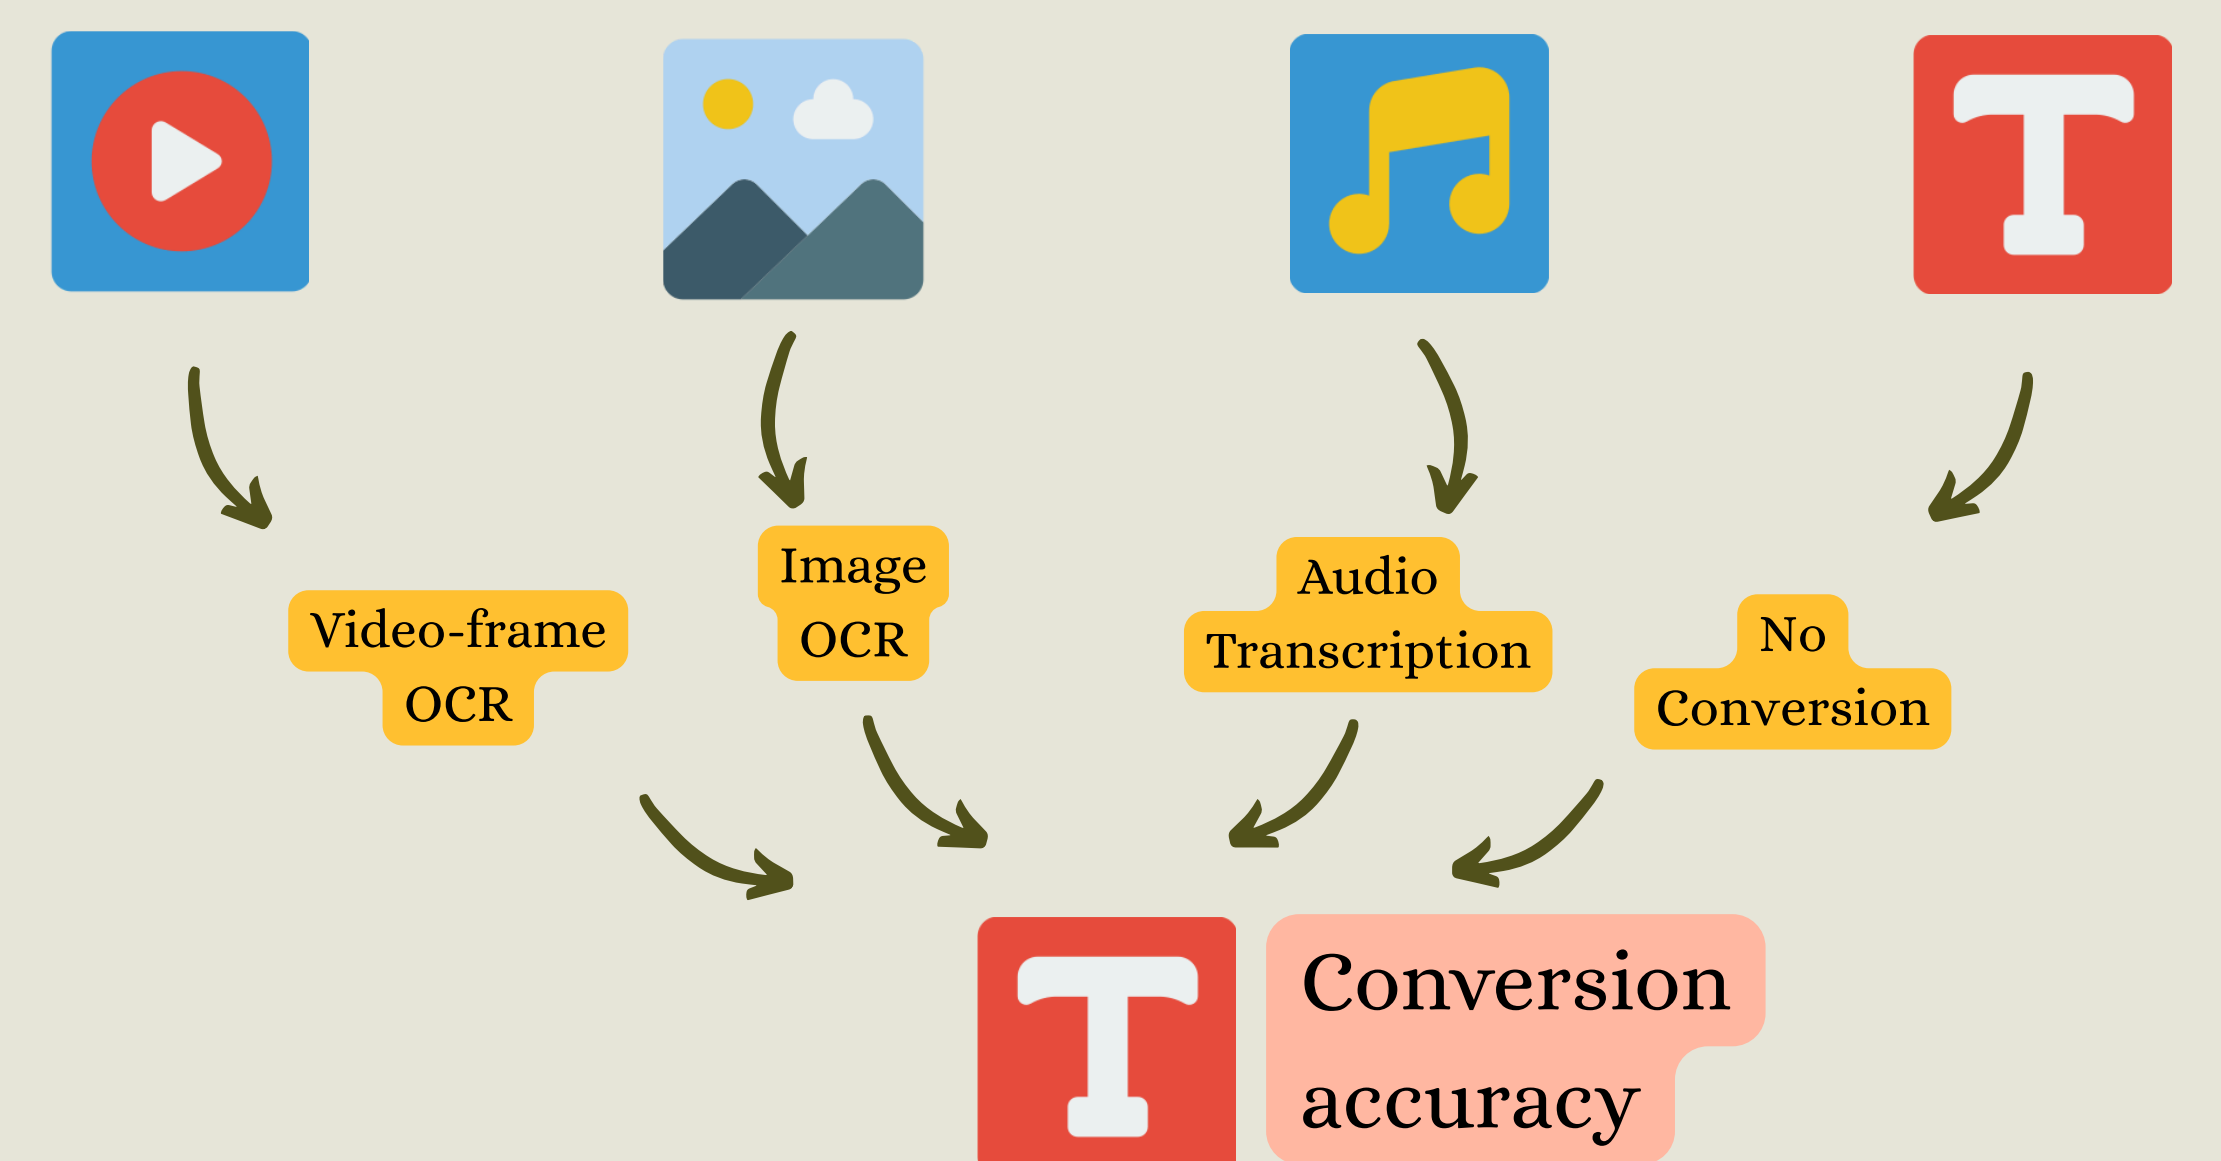 T
Image
OCR
Audio
Transcription
Video-frame
OCR
No
Conversion
T
Conversion
accuracy